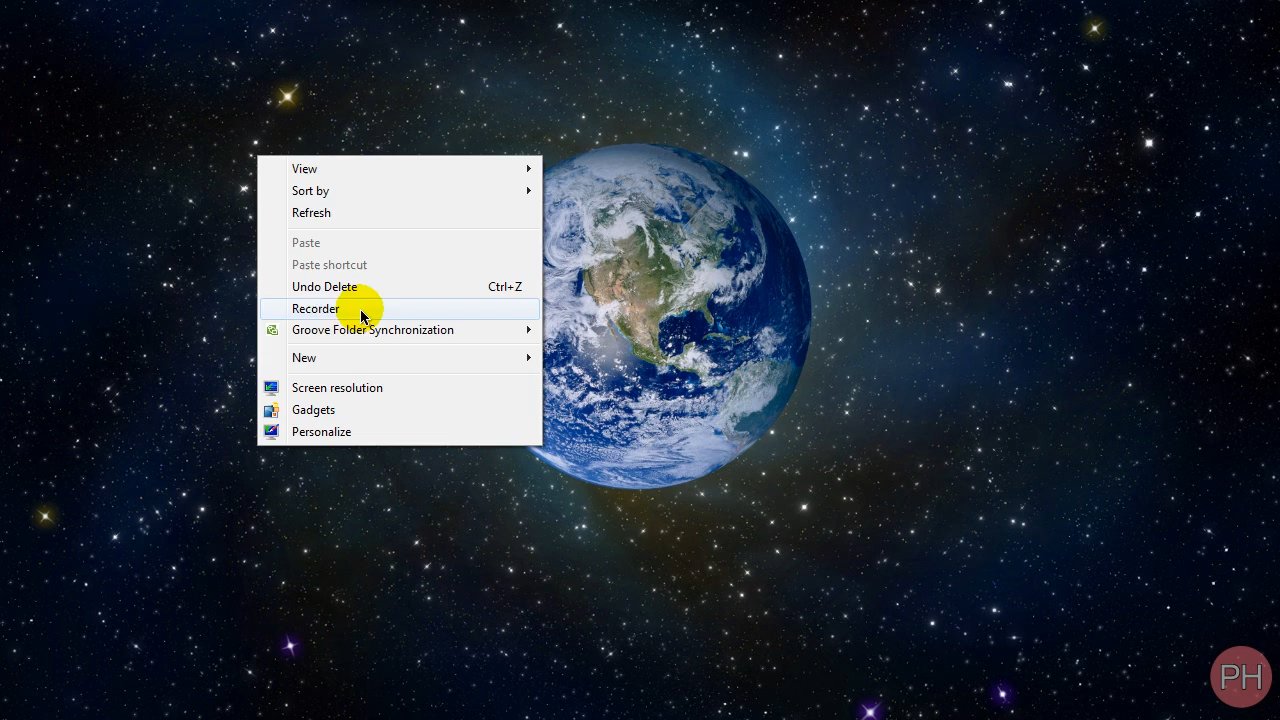 View
Sort by
Refresh
Paste
Paste shortcut
Undo Delete Ctrl+Z
Recorder
Groove Folder Synchronization
New
Screen resolution
Gadgets
Personalize
PH